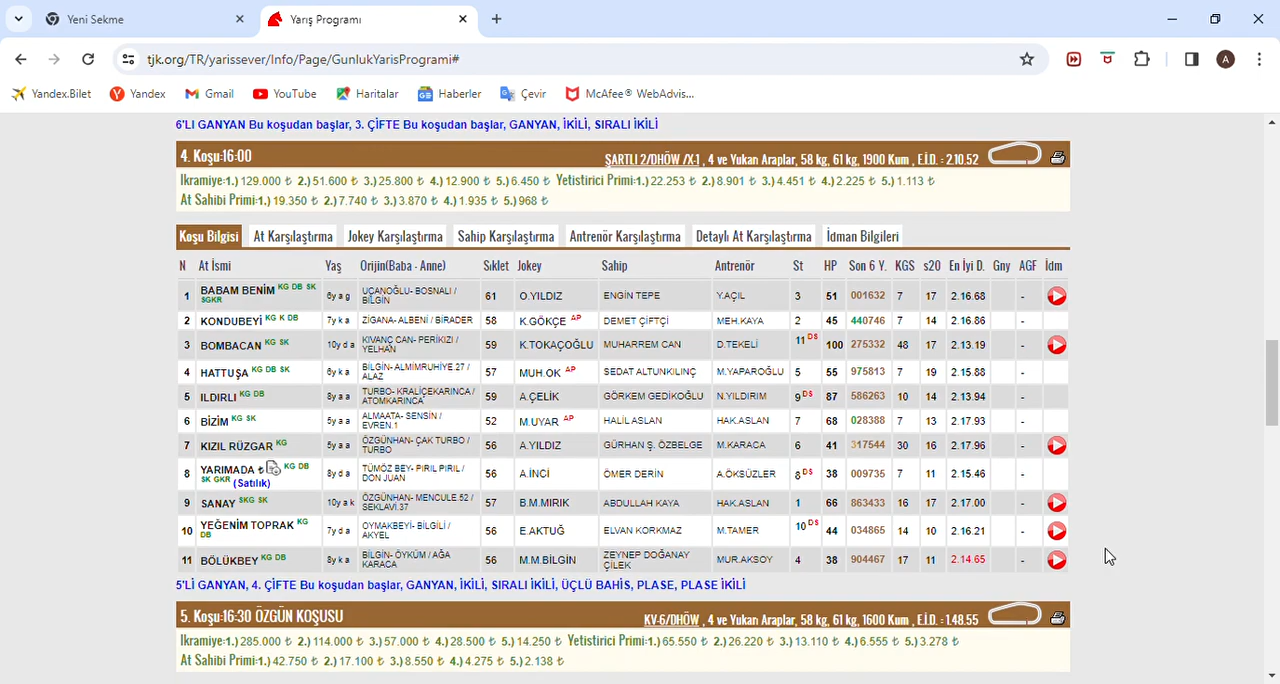 Yeni Sekme
Yarış Programı
tjk.org/TR/yarissever/Info/Page/GunlukYarisProgrami#
A
Yandex.Bilet Yandex Gmail YouTube Haritalar Haberler Çevir McAfee® WebAdvis...
6'LI GANYAN Bu koşudan başlar, 3. ÇİFTE Bu koşudan başlar, GANYAN, İKİLİ, SIRALI İKİLİ
4. Koşu:16:00 ŞARTLI 2/DHÖW /X-1 , 4 ve Yukarı Araplar, 58 kg, 61 kg, 1900 Kum , E.İ.D. : 2.10.52
Ikramiye:1.) 129.000 ₺ 2.) 51.600 ₺ 3.) 25.800 ₺ 4.) 12.900 ₺ 5.) 6.450 ₺ Yetistirici Primi:1.) 22.253 ₺ 2.) 8.901 ₺ 3.) 4.451 ₺ 4.) 2.225 ₺ 5.) 1.113 ₺
At Sahibi Primi:1.) 19.350 ₺ 2.) 7.740 ₺ 3.) 3.870 ₺ 4.) 1.935 ₺ 5.) 968 ₺
Koşu Bilgisi At Karşılaştırma Jokey Karşılaştırma Sahip Karşılaştırma Antrenör Karşılaştırma Detaylı At Karşılaştırma İdman Bilgileri
N At İsmi Yaş Orijin(Baba - Anne) Sıklet Jokey Sahip Antrenör St HP Son 6 Y. KGS s20 En İyi D. Gny AGF İdm
1 BABAM BENİM KG DB SK SGKR 6y a g UÇANOĞLU- BOSNALI / BİLGİN 61 O.YILDIZ ENGİN TEPE Y.AÇIL 3 51 001632 7 17 2.16.68 -
2 KONDUBEYİ KG K DB 7y k a ZİGANA- ALBENİ / BİRADER 58 K.GÖKÇE AP DEMET ÇİFTÇİ MEH.KAYA 2 45 440746 7 14 2.16.86 -
3 BOMBACAN KG SK 10y d a KIVANÇ CAN- PERİKIZI / YELHAN 59 K.TOKAÇOĞLU MUHARREM CAN D.TEKELİ 11 DS 100 275332 48 17 2.13.19 -
4 HATTUŞA KG DB SK 6y k a BİLGİN- ALMİMRUHİYE.27 / ALAZ 57 MUH.OK AP SEDAT ALTUNKILINÇ M.YAPAROĞLU 5 55 975813 7 19 2.15.88 -
5 ILDIRLI KG DB 8y a a TURBO- KRALİÇEKARINCA / ATOMKARINCA 59 A.ÇELİK GÖRKEM GEDİKOĞLU N.YILDIRIM 9 DS 87 586263 10 14 2.13.94 -
6 BİZİM KG SK 5y a a ALMAATA- SENSİN / EVREN.1 52 M.UYAR AP HALİL ASLAN HAK.ASLAN 7 68 028388 7 13 2.17.93 -
7 KIZIL RÜZGAR KG 5y a a ÖZGÜNHAN- ÇAK TURBO / TURBO 56 A.YILDIZ GÜRHAN Ş. ÖZBELGE M.KARACA 6 41 317544 30 16 2.17.96 -
8 YARIMADA ₺ KG DB SK GKR (Satılık) 8y d a TÜMÖZ BEY- PIRIL PIRIL / DON JUAN 56 A.İNCİ ÖMER DERİN A.ÖKSÜZLER 8 DS 38 009735 7 11 2.15.46 -
9 SANAY SKG SK 10y a k ÖZGÜNHAN- MENCULE.52 / SEKLAVİ.37 57 B.M.MIRIK ABDULLAH KAYA HAK.ASLAN 1 66 863433 16 17 2.17.00 -
10 YEĞENİM TOPRAK KG DB 7y d a OYMAKBEYİ- BİLGİLİ / AKYEL 56 E.AKTUĞ ELVAN KORKMAZ M.TAMER 10 DS 44 034865 14 10 2.16.21 -
11 BÖLÜKBEY KG DB 8y k a BİLGİN- ÖYKÜM / AĞA KARACA 56 M.M.BİLGİN ZEYNEP DOĞANAY ÇİLEK MUR.AKSOY 4 38 904467 17 11 2.14.65 -
5'Lİ GANYAN, 4. ÇİFTE Bu koşudan başlar, GANYAN, İKİLİ, SIRALI İKİLİ, ÜÇLÜ BAHİS, PLASE, PLASE İKİLİ
5. Koşu:16:30 ÖZGÜN KOŞUSU KV-6/DHÖW , 4 ve Yukarı Araplar, 58 kg, 61 kg, 1600 Kum , E.İ.D. : 1.48.55
Ikramiye:1.) 285.000 ₺ 2.) 114.000 ₺ 3.) 57.000 ₺ 4.) 28.500 ₺ 5.) 14.250 ₺ Yetistirici Primi:1.) 65.550 ₺ 2.) 26.220 ₺ 3.) 13.110 ₺ 4.) 6.555 ₺ 5.) 3.278 ₺
At Sahibi Primi:1.) 42.750 ₺ 2.) 17.100 ₺ 3.) 8.550 ₺ 4.) 4.275 ₺ 5.) 2.138 ₺